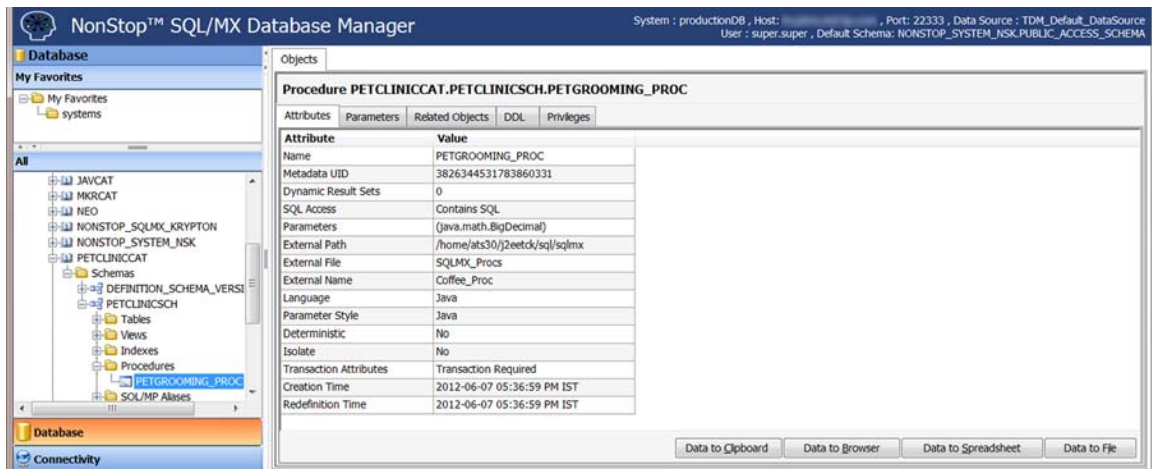 NonStop™ SQL/MX Database Manager
System : productionDB , Host: , Port: 22333 , Data Source : TDM_Default_DataSource
User : super.super , Default Schema: NONSTOP_SYSTEM_NSK.PUBLIC_ACCESS_SCHEMA
Database
My Favorites
My Favorites
systems
All
JAVCAT
MKRCAT
NEO
NONSTOP_SQLMX_KRYPTON
NONSTOP_SYSTEM_NSK
PETCLINICCAT
Schemas
DEFINITION_SCHEMA_VERSI
PETCLINICSCH
Tables
Views
Indexes
Procedures
PETGROOMING_PROC
SOL/MP Aliases
Database
Connectivity
Objects
Procedure PETCLINICCAT.PETCLINICSCH.PETGROOMING_PROC
Attributes Parameters Related Objects DDL Privileges
Attribute Value
Name PETGROOMING_PROC
Metadata UID 3826344531783860331
Dynamic Result Sets 0
SQL Access Contains SQL
Parameters (java.math.BigDecimal)
External Path /home/ats30/j2eetck/sql/sqlmx
External File SQLMX_Procs
External Name Coffee_Proc
Language Java
Parameter Style Java
Deterministic No
Isolate No
Transaction Attributes Transaction Required
Creation Time 2012-06-07 05:36:59 PM IST
Redefinition Time 2012-06-07 05:36:59 PM IST
Data to Clipboard Data to Browser Data to Spreadsheet Data to File